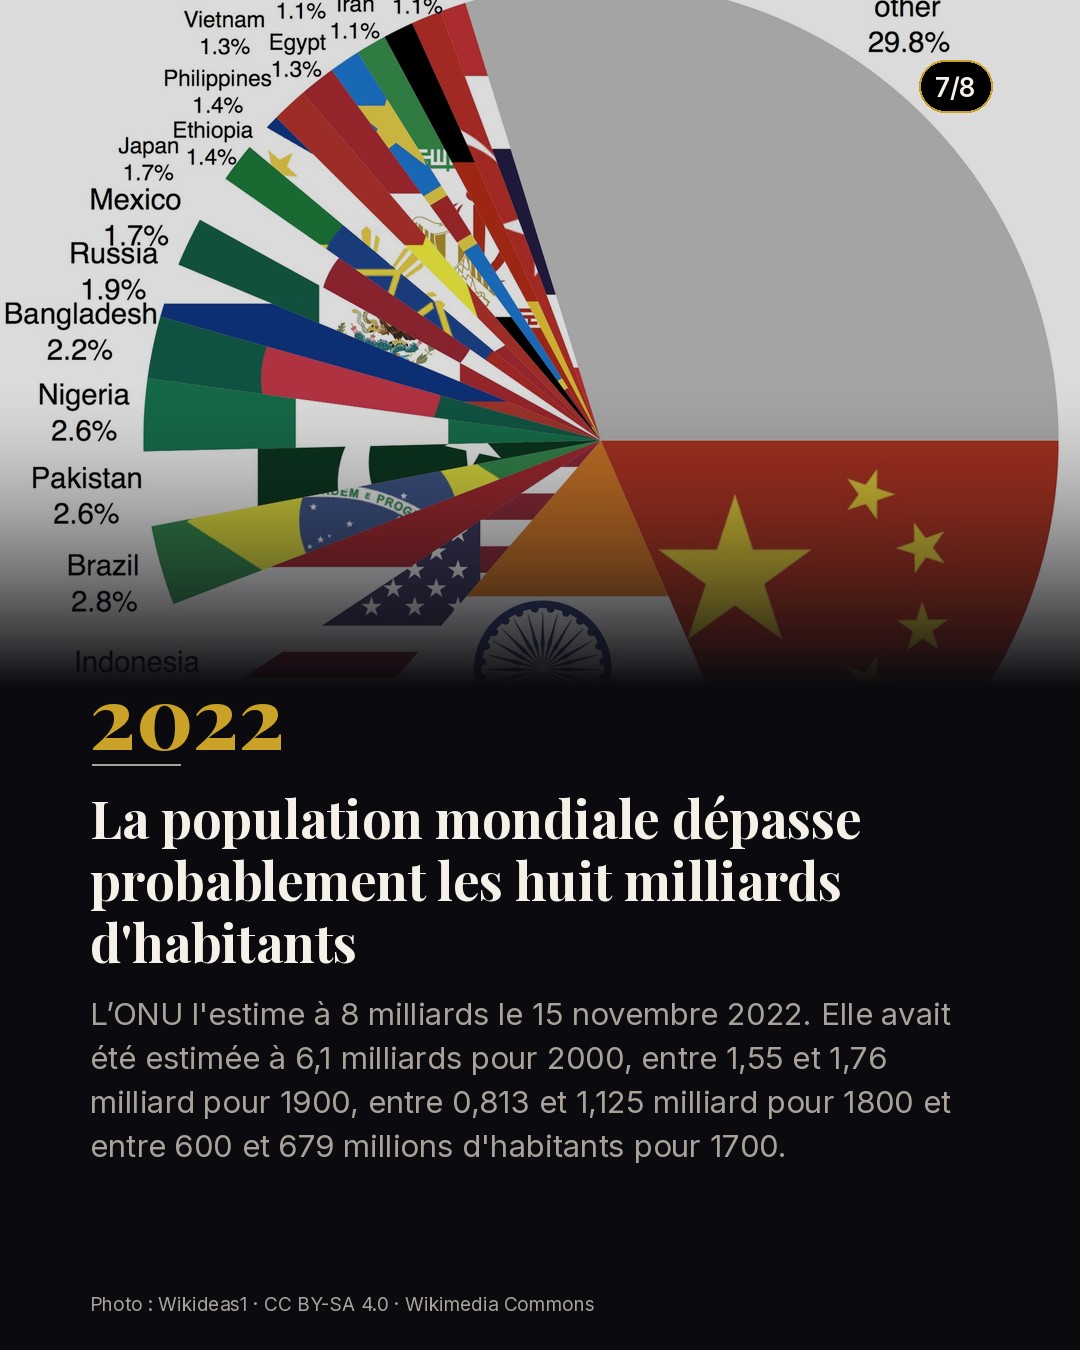 other
29.8%
7/8
Vietnam
1.3%
1.1%
Iran
1.1%
1.1%
Egypt
1.3%
Philippines
1.4%
Ethiopia
1.4%
Japan
1.7%
Mexico
1.7%
Russia
1.9%
Bangladesh
2.2%
Nigeria
2.6%
Pakistan
2.6%
Brazil
2.8%
Indonesia
2022
La population mondiale dépasse
probablement les huit milliards
d'habitants
L’ONU l'estime à 8 milliards le 15 novembre 2022. Elle avait
été estimée à 6,1 milliards pour 2000, entre 1,55 et 1,76
milliard pour 1900, entre 0,813 et 1,125 milliard pour 1800 et
entre 600 et 679 millions d'habitants pour 1700.
Photo : Wikideas1 · CC BY-SA 4.0 · Wikimedia Commons